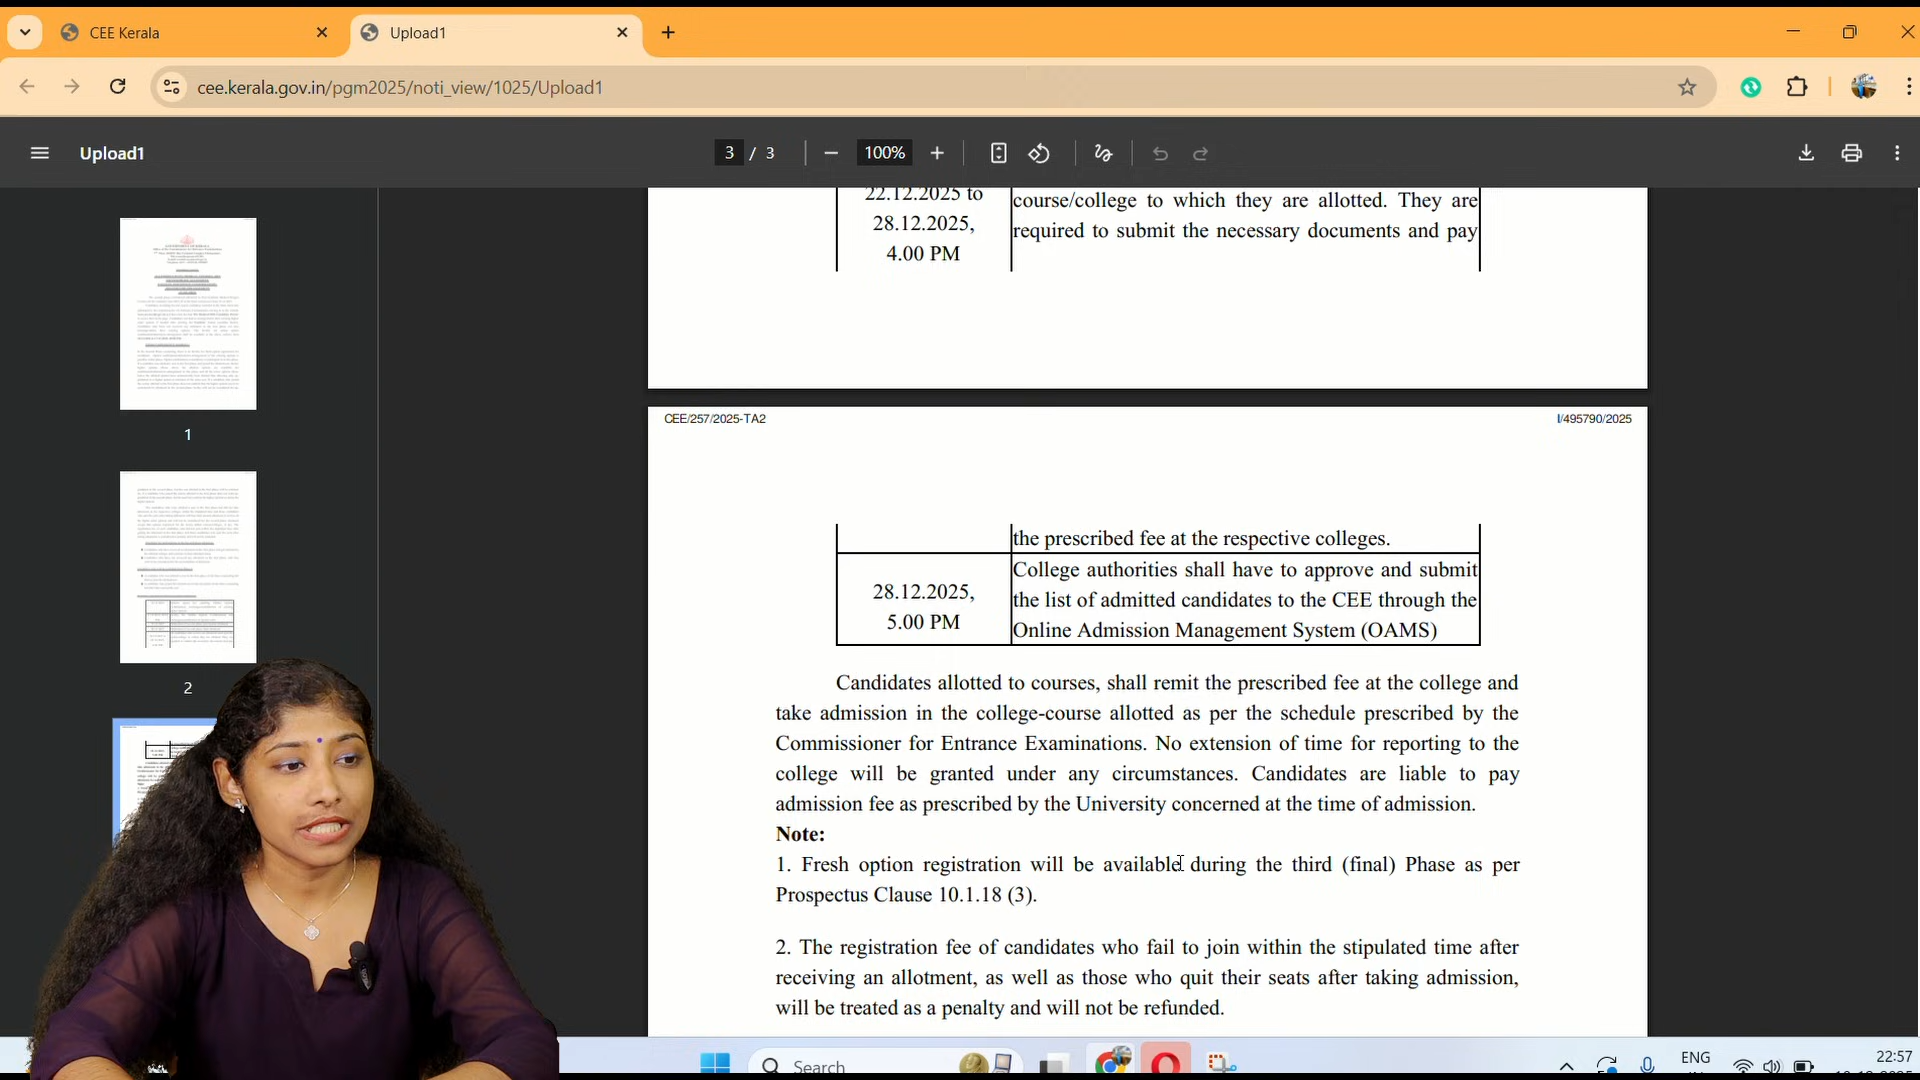 CEE Kerala
Upload1
cee.kerala.gov.in/pgm2025/noti_view/1025/Upload1
Upload1
3 / 3
100%
1
2
22.12.2025 to
28.12.2025,
4.00 PM
course/college to which they are allotted. They are
required to submit the necessary documents and pay
CEE/257/2025-TA2
I/495790/2025
the prescribed fee at the respective colleges.
28.12.2025,
5.00 PM
College authorities shall have to approve and submit
the list of admitted candidates to the CEE through the
Online Admission Management System (OAMS)
Candidates allotted to courses, shall remit the prescribed fee at the college and
take admission in the college-course allotted as per the schedule prescribed by the
Commissioner for Entrance Examinations. No extension of time for reporting to the
college will be granted under any circumstances. Candidates are liable to pay
admission fee as prescribed by the University concerned at the time of admission.
Note:
1. Fresh option registration will be available during the third (final) Phase as per
Prospectus Clause 10.1.18 (3).
2. The registration fee of candidates who fail to join within the stipulated time after
receiving an allotment, as well as those who quit their seats after taking admission,
will be treated as a penalty and will not be refunded.
Search
ENG
22:57